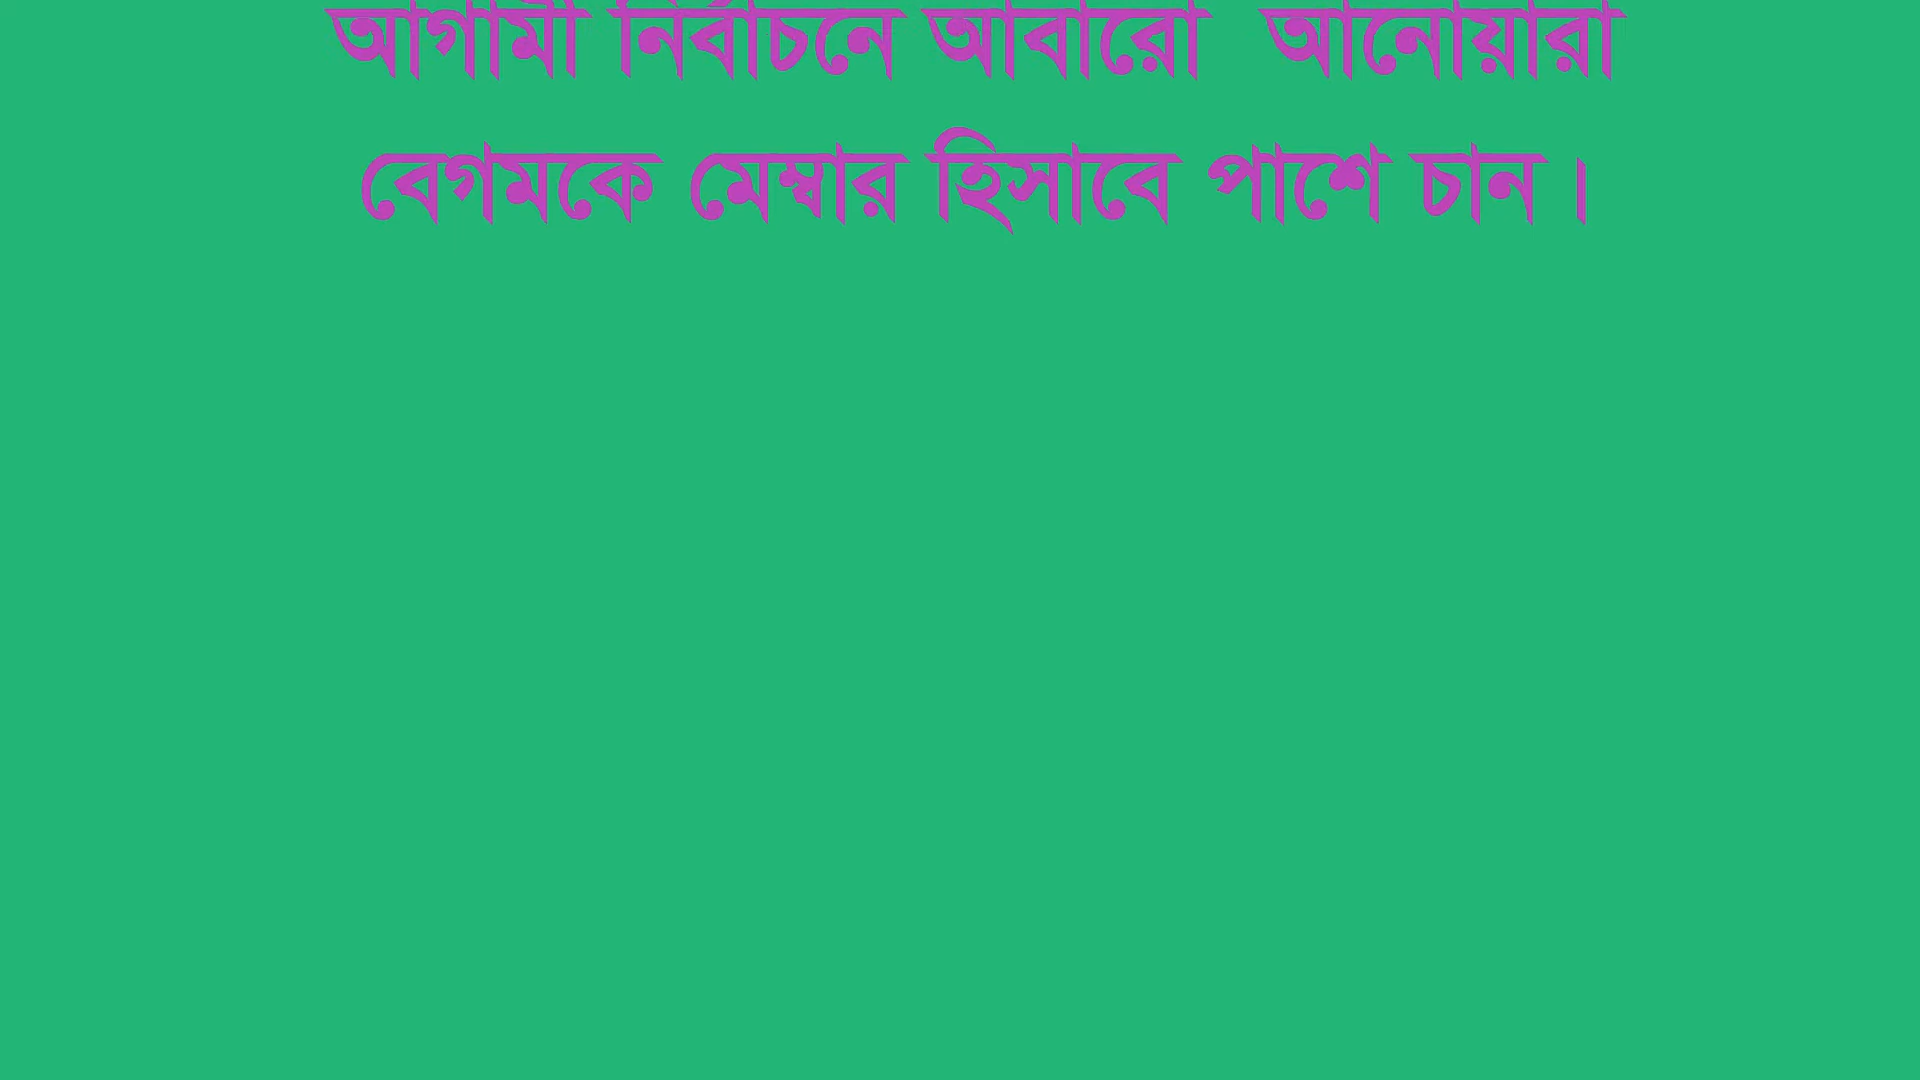 আগামী নির্বাচনে আবারো  আনোয়ারা
বেগমকে মেম্বার হিসাবে পাশে চান ।